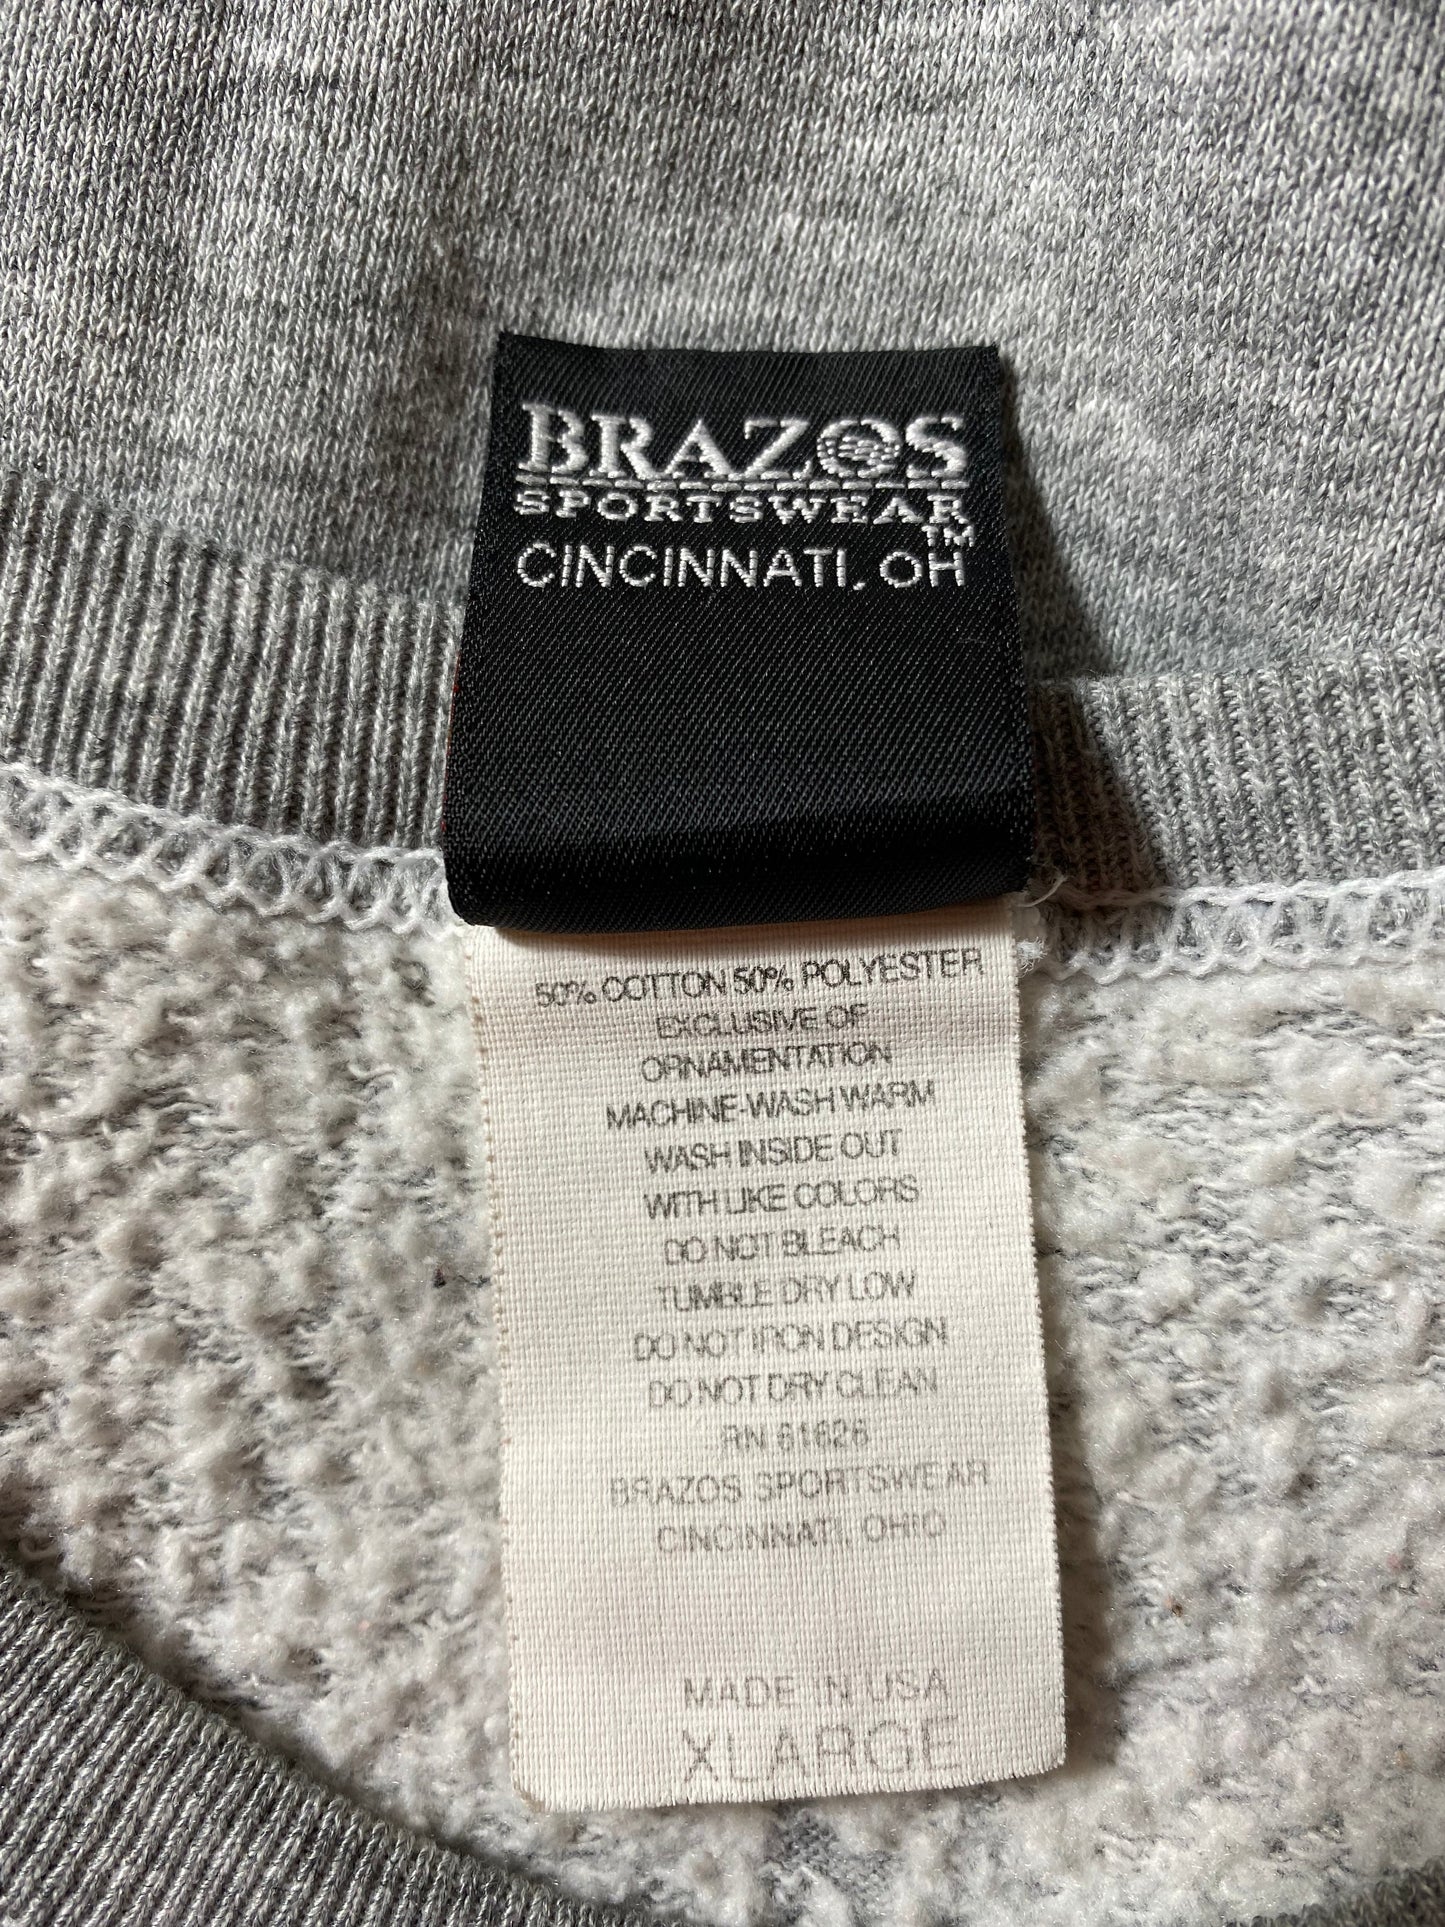 BRAZOS
SPORTSWEAR
TM
CINCINNATI, OH
50% COTTON 50% POLYESTER
EXCLUSIVE OF
ORNAMENTATION
MACHINE-WASH WARM
WASH INSIDE OUT
WITH LIKE COLORS
DO NOT BLEACH
TUMBLE DRY LOW
DO NOT IRON DESIGN
DO NOT DRY CLEAN
RN 61626
BRAZOS SPORTSWEAR
CINCINNATI, OHIO
MADE IN USA
XLARGE